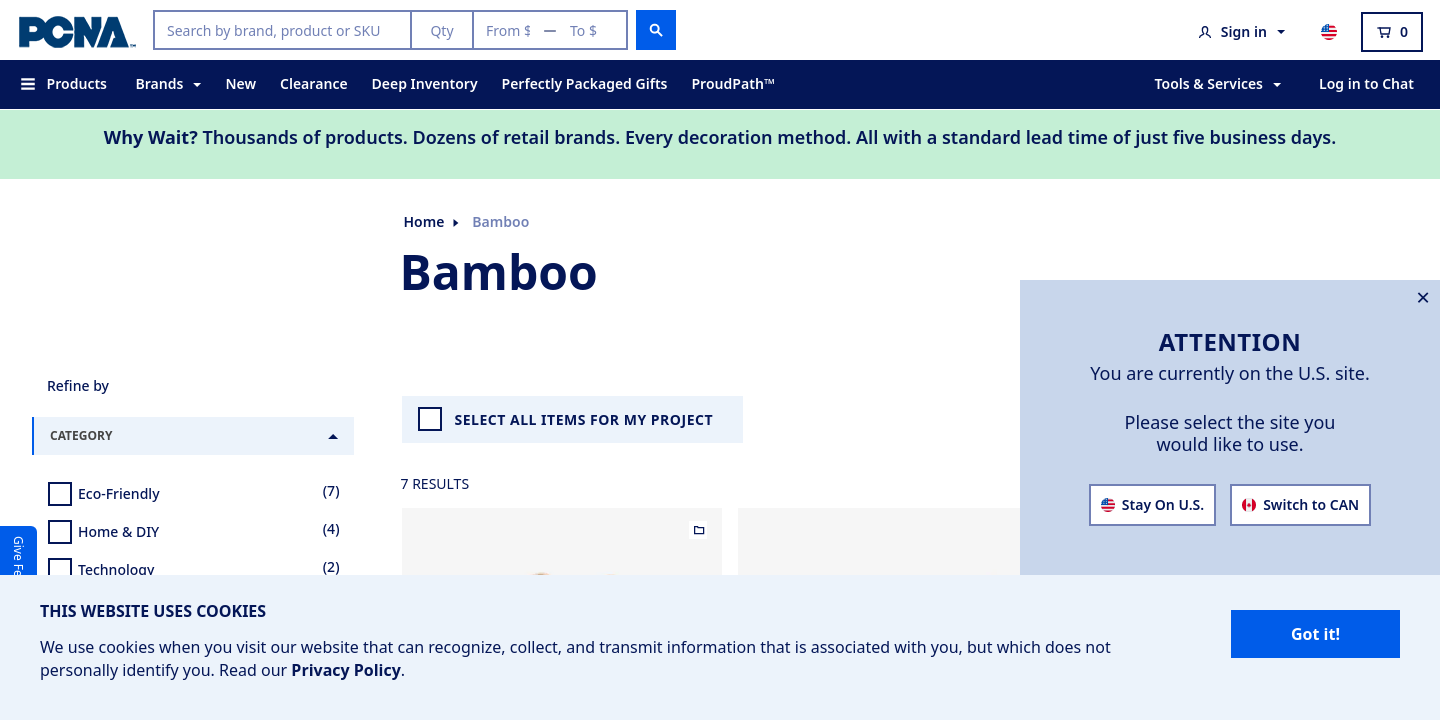 PCNA
Search by brand, product or SKU
Qty
From $ — To $
Sign in
0
Products
Brands
New
Clearance
Deep Inventory
Perfectly Packaged Gifts
ProudPath™
Tools & Services
Log in to Chat
Why Wait? Thousands of products. Dozens of retail brands. Every decoration method. All with a standard lead time of just five business days.
Home
Bamboo
Bamboo
Refine by
CATEGORY
Eco-Friendly (7)
Home & DIY (4)
Technology (2)
SELECT ALL ITEMS FOR MY PROJECT
7 RESULTS
ATTENTION
You are currently on the U.S. site.
Please select the site you
would like to use.
Stay On U.S.
Switch to CAN
Give
THIS WEBSITE USES COOKIES
We use cookies when you visit our website that can recognize, collect, and transmit information that is associated with you, but which does not
personally identify you. Read our Privacy Policy.
Got it!